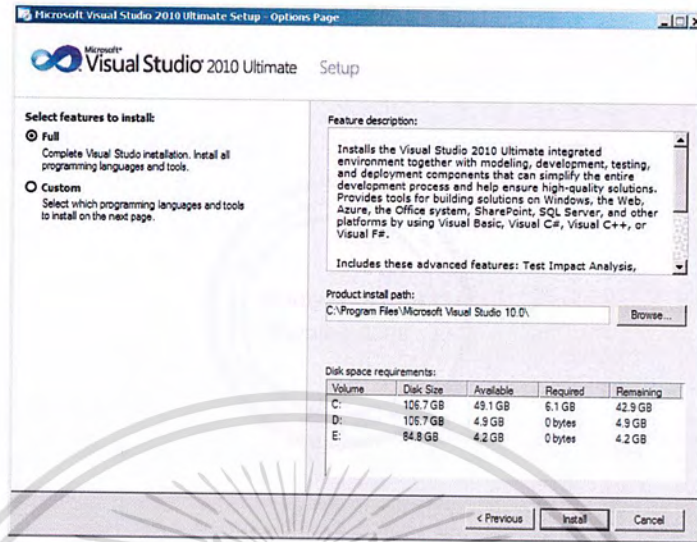 Microsoft Visual Studio 2010 Ultimate Setup - Options Page
Microsoft®
Visual Studio® 2010 Ultimate Setup
Select features to install:
Full
Complete Visual Studio installation. Install all
programming languages and tools.
Custom
Select which programming languages and tools
to install on the next page.
Feature description:
Installs the Visual Studio 2010 Ultimate integrated
environment together with modeling, development, testing,
and deployment components that can simplify the entire
development process and help ensure high-quality solutions.
Provides tools for building solutions on Windows, the Web,
Azure, the Office system, SharePoint, SQL Server, and other
platforms by using Visual Basic, Visual C#, Visual C++, or
Visual F#.
Includes these advanced features: Test Impact Analysis,
Product install path:
C:\Program Files\Microsoft Visual Studio 10.0\ Browse...
Disk space requirements:
Volume Disk Size Available Required Remaining
C: 106.7 GB 49.1 GB 6.1 GB 42.9 GB
D: 106.7 GB 4.9 GB 0 bytes 4.9 GB
E: 84.8 GB 4.2 GB 0 bytes 4.2 GB
< Previous Install Cancel